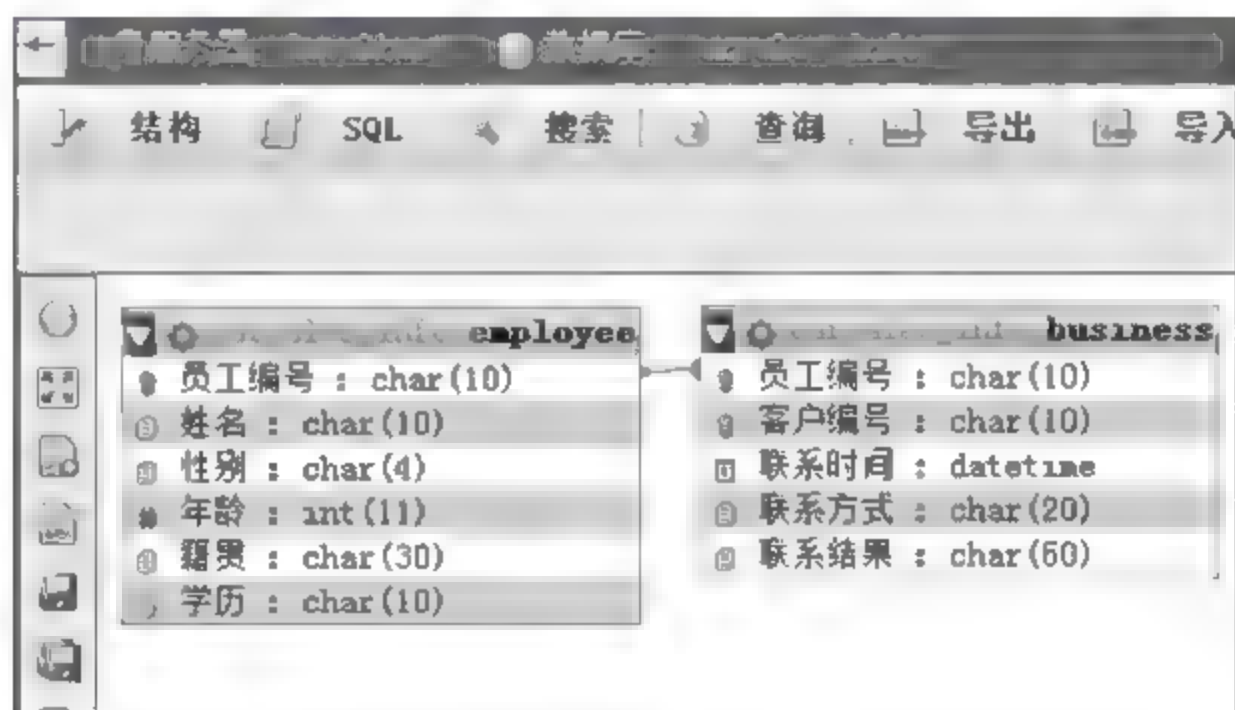 结构 SQL 搜索 查询 导出 导入
employee
员工编号 : char(10)
姓名 : char(10)
性别 : char(4)
年龄 : int(11)
籍贯 : char(30)
学历 : char(10)
business
员工编号 : char(10)
客户编号 : char(10)
联系时间 : datetime
联系方式 : char(20)
联系结果 : char(50)